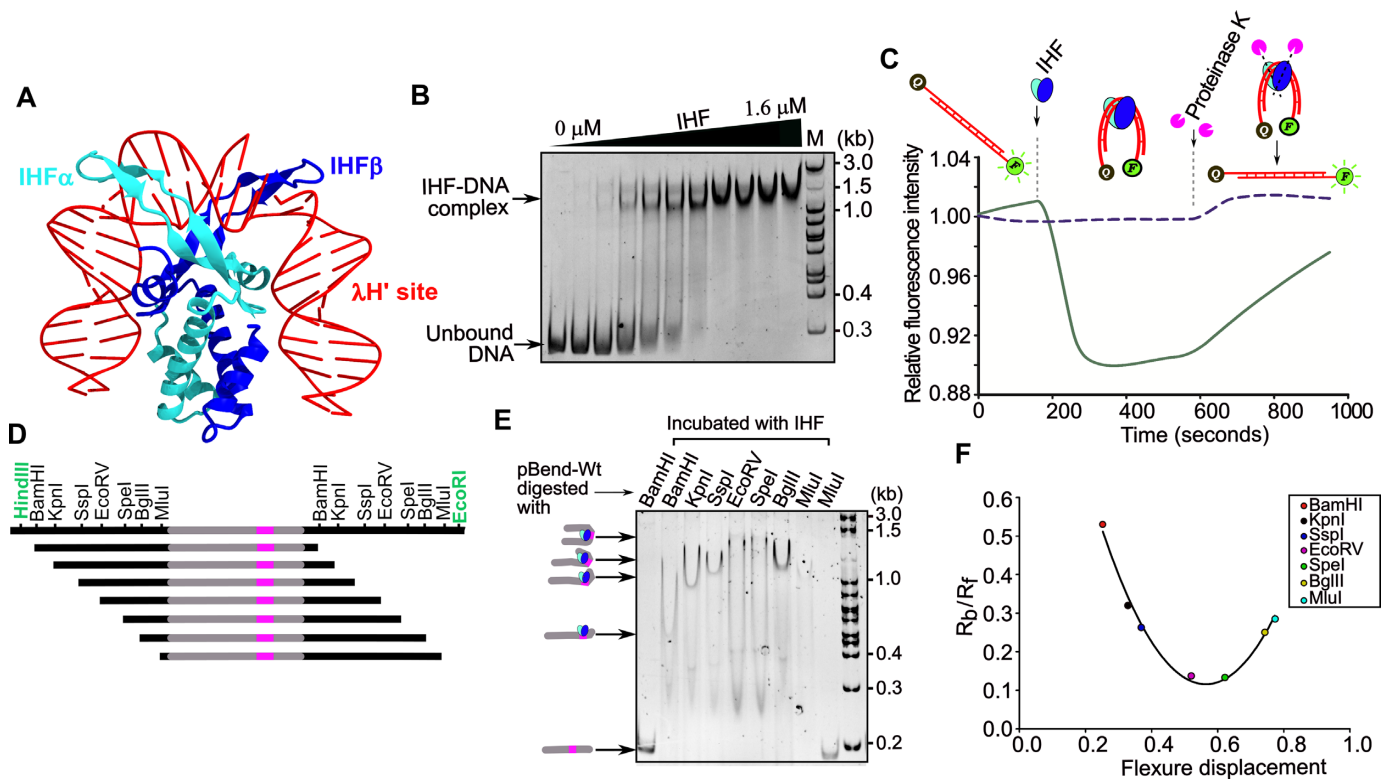 A
IHFα
IHFβ
λH' site
B
0 µM
IHF
1.6 µM
M
(kb)
3.0
1.5
1.0
0.4
0.3
IHF-DNA
complex
Unbound
DNA
C
Q
F
IHF
Q
F
Proteinase K
Q
F
Q
F
Relative fluorescence intensity
1.04
1.00
0.96
0.92
0.88
0
200
400
600
800
1000
Time (seconds)
D
HindIII
BamHI
KpnI
SspI
EcoRV
SpeI
BglII
MluI
BamHI
KpnI
SspI
EcoRV
SpeI
BglII
MluI
EcoRI
E
Incubated with IHF
pBend-Wt
digested
with
BamHI
BamHI
KpnI
SspI
EcoRV
SpeI
BglII
MluI
MluI
(kb)
3.0
1.5
1.0
0.4
0.3
0.2
F
Rb/Rf
0.6
0.5
0.4
0.3
0.2
0.1
0.0
0.0
0.2
0.4
0.6
0.8
1.0
Flexure displacement
BamHI
KpnI
SspI
EcoRV
SpeI
BglII
MluI